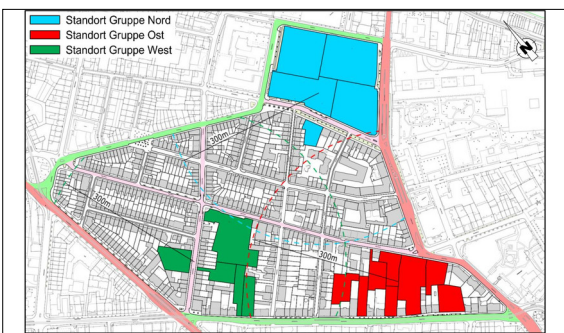 Standort Gruppe Nord
Standort Gruppe Ost
Standort Gruppe West
N
300m
300m
300m